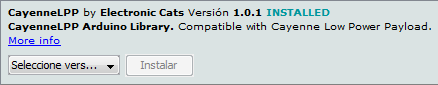 CayenneLPP by Electronic Cats Versión 1.0.1 INSTALLED
CayenneLPP Arduino Library. Compatible with Cayenne Low Power Payload.
More info
Seleccione vers... Instalar